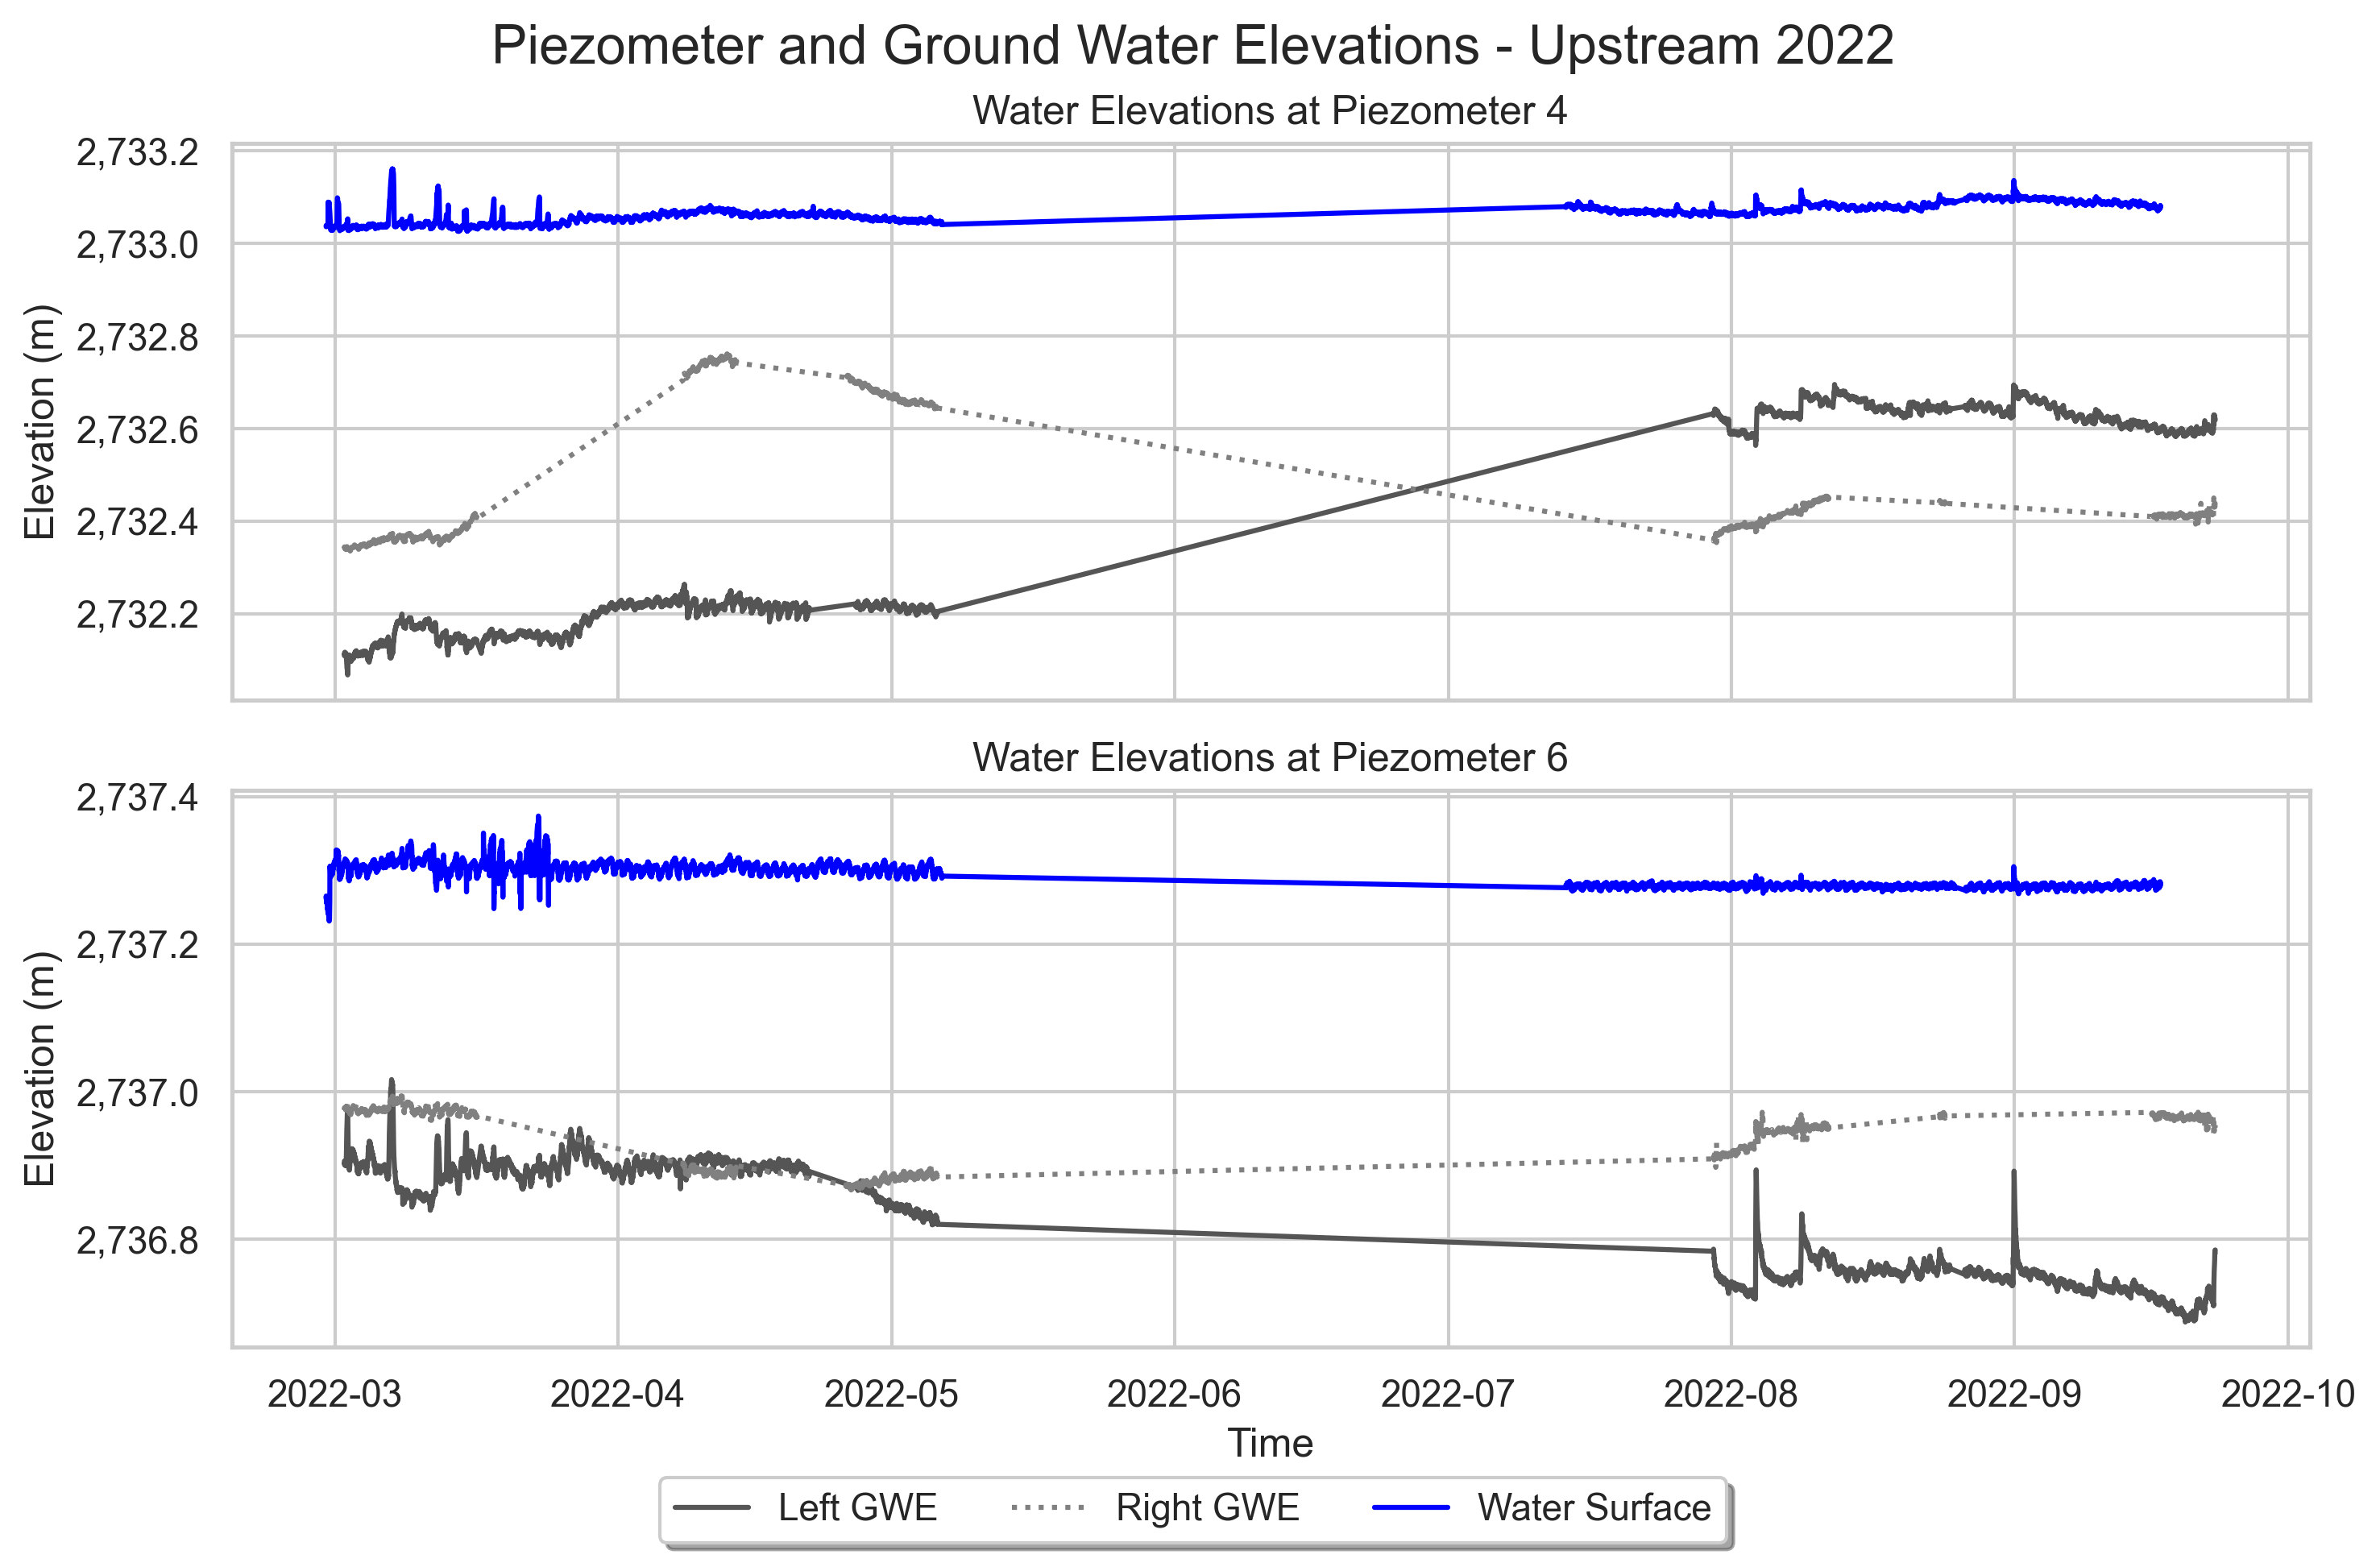 Piezometer and Ground Water Elevations - Upstream 2022
Water Elevations at Piezometer 4
Elevation (m)
2,733.2
2,733.0
2,732.8
2,732.6
2,732.4
2,732.2
Water Elevations at Piezometer 6
Elevation (m)
2,737.4
2,737.2
2,737.0
2,736.8
2022-03 2022-04 2022-05 2022-06 2022-07 2022-08 2022-09 2022-10
Time
Left GWE Right GWE Water Surface